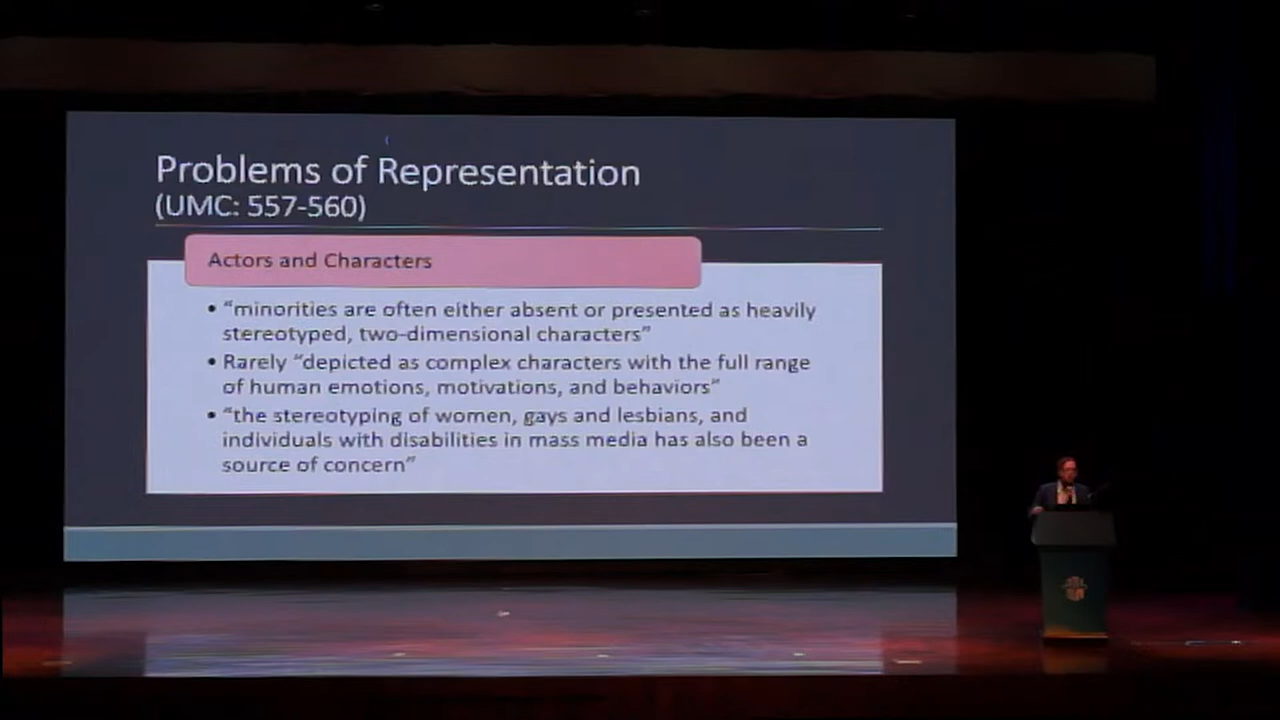 Problems of Representation
(UMC: 557-560)
Actors and Characters
• “minorities are often either absent or presented as heavily
stereotyped, two-dimensional characters”
• Rarely “depicted as complex characters with the full range
of human emotions, motivations, and behaviors”
• “the stereotyping of women, gays and lesbians, and
individuals with disabilities in mass media has also been a
source of concern”